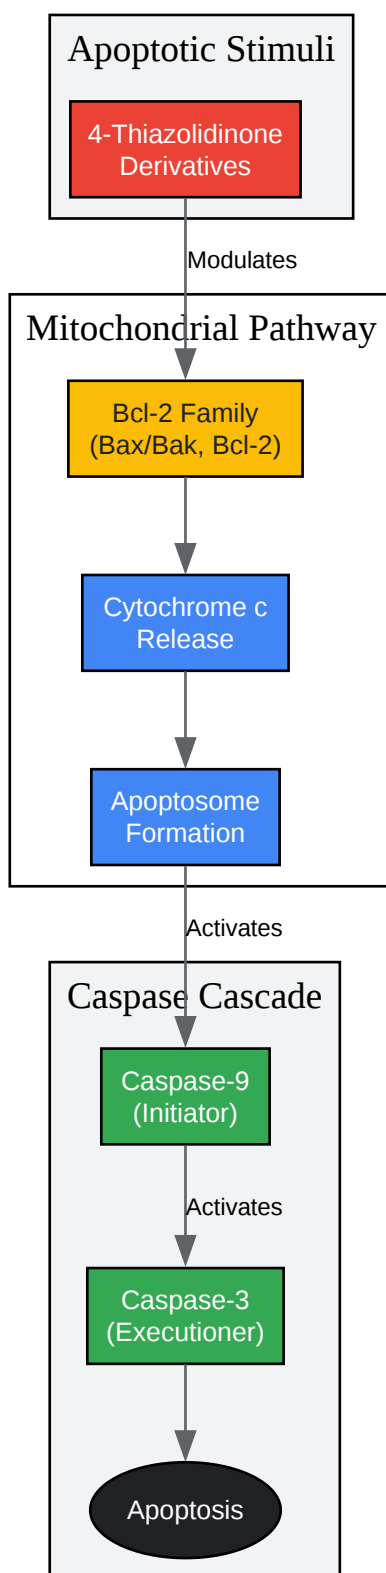 Apoptotic Stimuli
4-Thiazolidinone
Derivatives
Modulates
Mitochondrial Pathway
Bcl-2 Family
(Bax/Bak, Bcl-2)
Cytochrome c
Release
Apoptosome
Formation
Activates
Caspase Cascade
Caspase-9
(Initiator)
Activates
Caspase-3
(Executioner)
Apoptosis